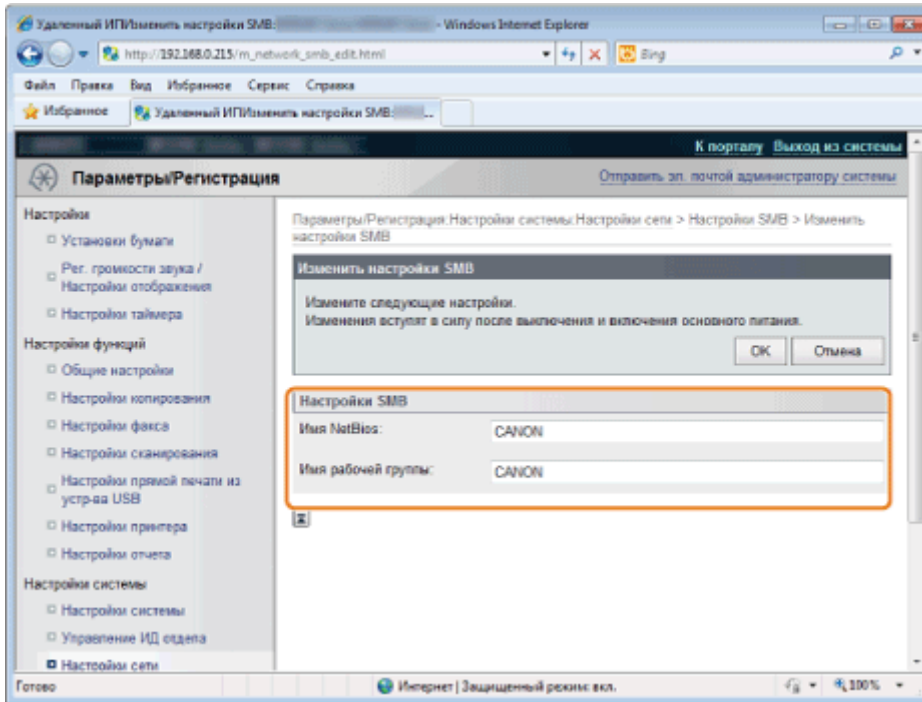 Удаленный ИП\Изменить настройки SMB: - Windows Internet Explorer
http://192.168.0.215/m_network_smb_edit.html
Bing
Файл Правка Вид Избранное Сервис Справка
Избранное
Удаленный ИП\Изменить настройки SMB: ...
К порталу Выход из системы
Параметры/Регистрация
Отправить эл. почтой администратору системы
Настройки
Установки бумаги
Рег. громкости звука /
Настройки отображения
Настройки таймера
Настройки функций
Общие настройки
Настройки копирования
Настройки факса
Настройки сканирования
Настройки прямой печати из
устр-ва USB
Настройки принтера
Настройки отчета
Настройки системы
Настройки системы
Управление ИД отдела
Настройки сети
Параметры/Регистрация:Настройки системы:Настройки сети > Настройки SMB > Изменить
настройки SMB
Изменить настройки SMB
Измените следующие настройки.
Изменения вступят в силу после выключения и включения основного питания.
OK Отмена
Настройки SMB
Имя NetBios: CANON
Имя рабочей группы: CANON
Готово
Интернет | Защищенный режим: вкл.
100%